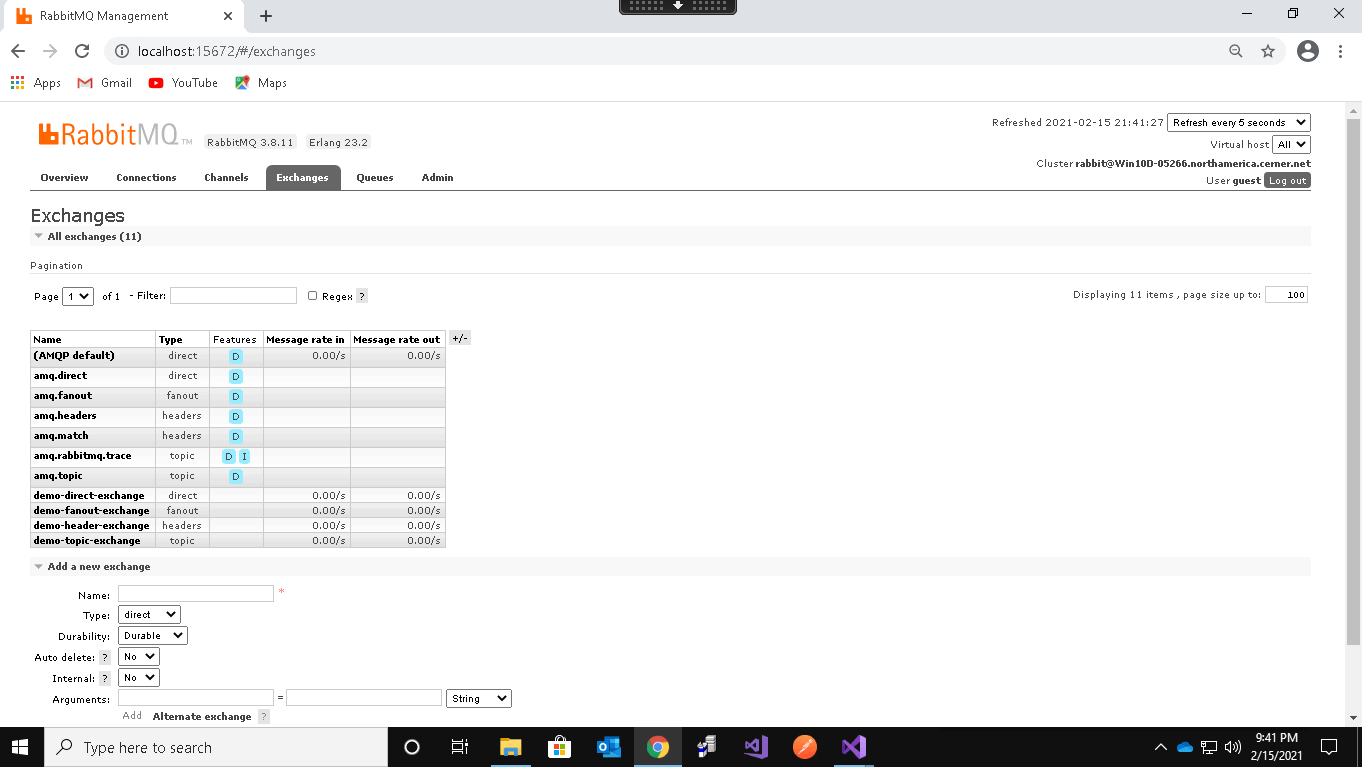 RabbitMQ Management
localhost:15672/#/exchanges
Apps Gmail YouTube Maps
RabbitMQ TM RabbitMQ 3.8.11 Erlang 23.2
Refreshed 2021-02-15 21:41:27 Refresh every 5 seconds
Virtual host All
Cluster rabbit@Win10D-05266.northamerica.cerner.net
User guest Log out
Overview Connections Channels Exchanges Queues Admin
Exchanges
All exchanges (11)
Pagination
Page 1 of 1 - Filter: Regex ? Displaying 11 items , page size up to: 100
Name Type Features Message rate in Message rate out +/-
(AMQP default) direct D 0.00/s 0.00/s
amq.direct direct D
amq.fanout fanout D
amq.headers headers D
amq.match headers D
amq.rabbitmq.trace topic D I
amq.topic topic D
demo-direct-exchange direct 0.00/s 0.00/s
demo-fanout-exchange fanout 0.00/s 0.00/s
demo-header-exchange headers 0.00/s 0.00/s
demo-topic-exchange topic 0.00/s 0.00/s
Add a new exchange
Name: *
Type: direct
Durability: Durable
Auto delete: ? No
Internal: ? No
Arguments: = String
Add Alternate exchange ?
Type here to search
9:41 PM
2/15/2021